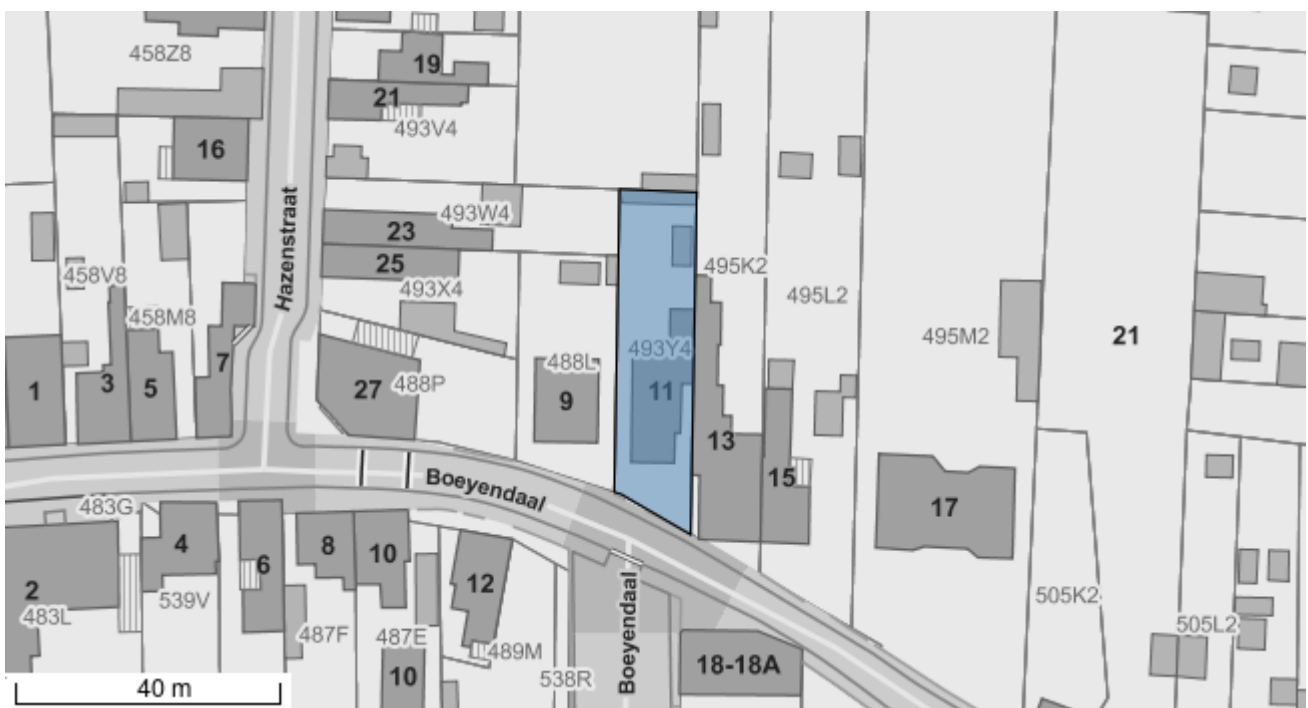 458Z8
19
21
493V4
16
Hazenstraat
493W4
23
25
493X4
458V8
458M8
495K2
495L2
495M2
21
493Y4
488L
488P
1
3
5
7
27
9
11
13
15
17
Boeyendaal
483G
2
483L
4
539V
6
8
487F
10
487E
10
12
489M
538R
Boeyendaal
18-18A
505K2
505L2
40 m